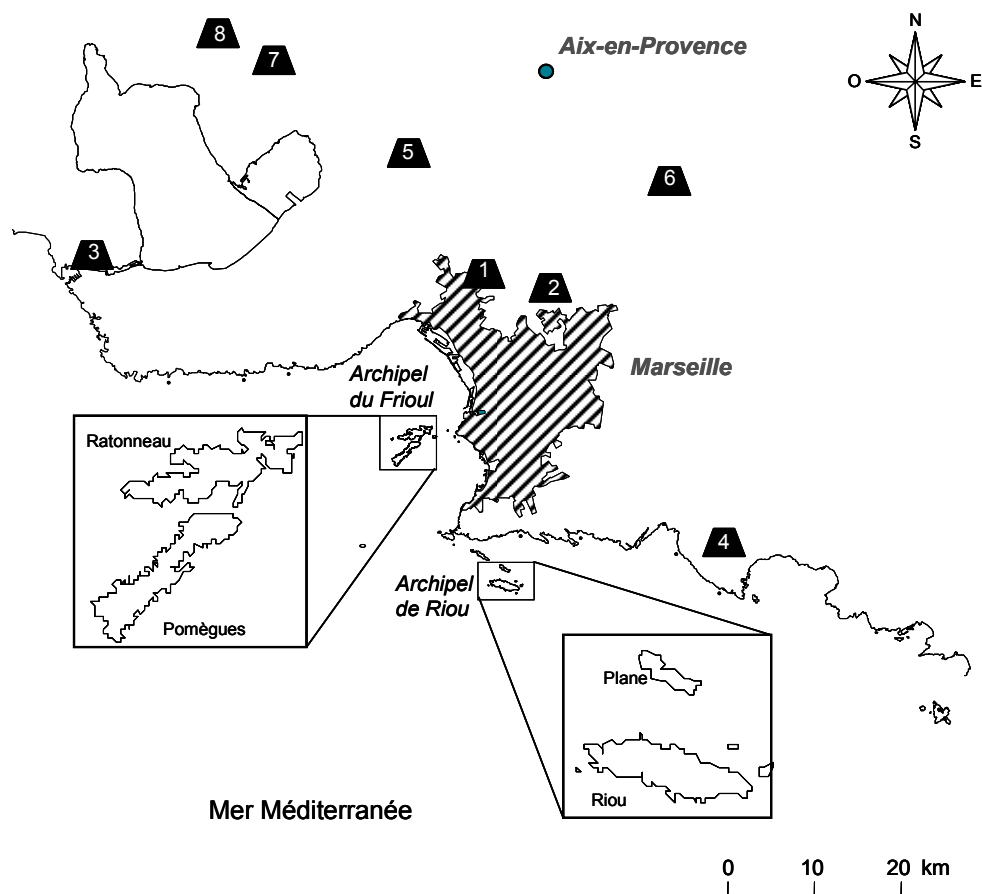 8
7
Aix-en-Provence
N
O
E
S
5
6
3
1
2
Marseille
Archipel
du Frioul
Ratonneau
Pomègues
4
Archipel
de Riou
Plane
Riou
Mer Méditerranée
0 10 20 km